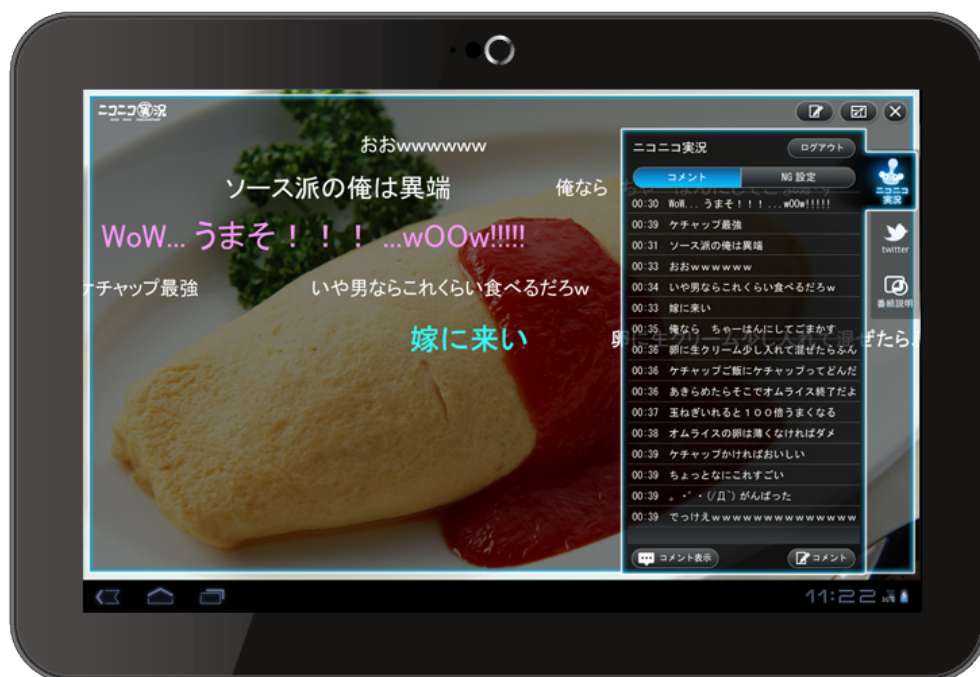 ニコニコ実況
おおwwwwwww
ソース派の俺は異端
俺なら
WoW... うまそ！！！ ...wOOw!!!!!
ケチャップ最強
いや男ならこれくらい食べるだろw
嫁に来い
卵に生クリーム少し入れて混ぜたら
ニコニコ実況
ログアウト
コメント
NG 設定
00:30 WoW... うまそ！！！...wOOw!!!!!
00:39 ケチャップ最強
00:31 ソース派の俺は異端
00:33 おおｗｗｗｗｗｗ
00:34 いや男ならこれくらい食べるだろｗ
00:33 嫁に来い
00:35 俺なら　ちゃーはんにしてごまかす
00:36 卵に生クリーム少し入れて混ぜたらふん
00:36 ケチャップご飯にケチャップってどんだ
00:36 あきらめたらそこでオムライス終了だよ
00:37 玉ねぎいれると１００倍うまくなる
00:38 オムライスの卵は薄くなければダメ
00:39 ケチャップかければおいしい
00:39 ちょっとなにこれすごい
00:39 。・゜・(/Д`) がんばった
00:39 でっけえｗｗｗｗｗｗｗｗｗｗｗｗｗｗ
コメント表示
コメント
ニコニコ
実況
twitter
番組説明
11:22